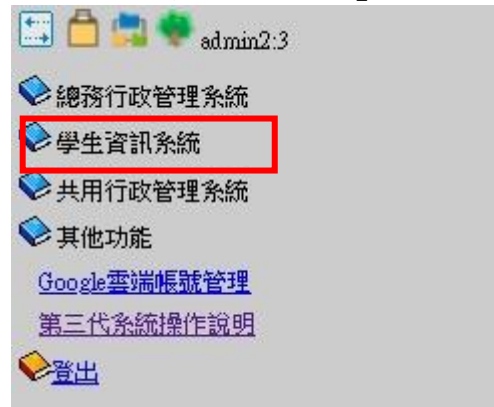 admin2:3
總務行政管理系統
學生資訊系統
共用行政管理系統
其他功能
Google雲端帳號管理
第三代系統操作說明
登出